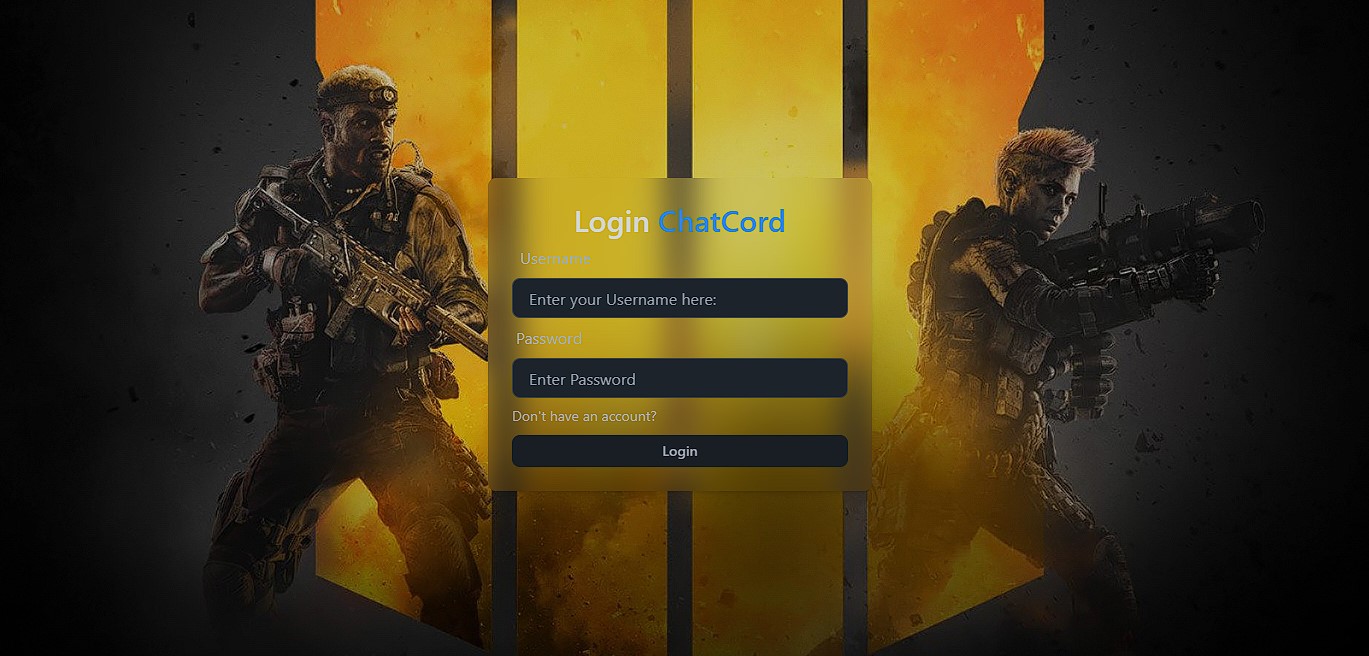 Login ChatCord
Username
Enter your Username here:
Password
Enter Password
Don't have an account?
Login